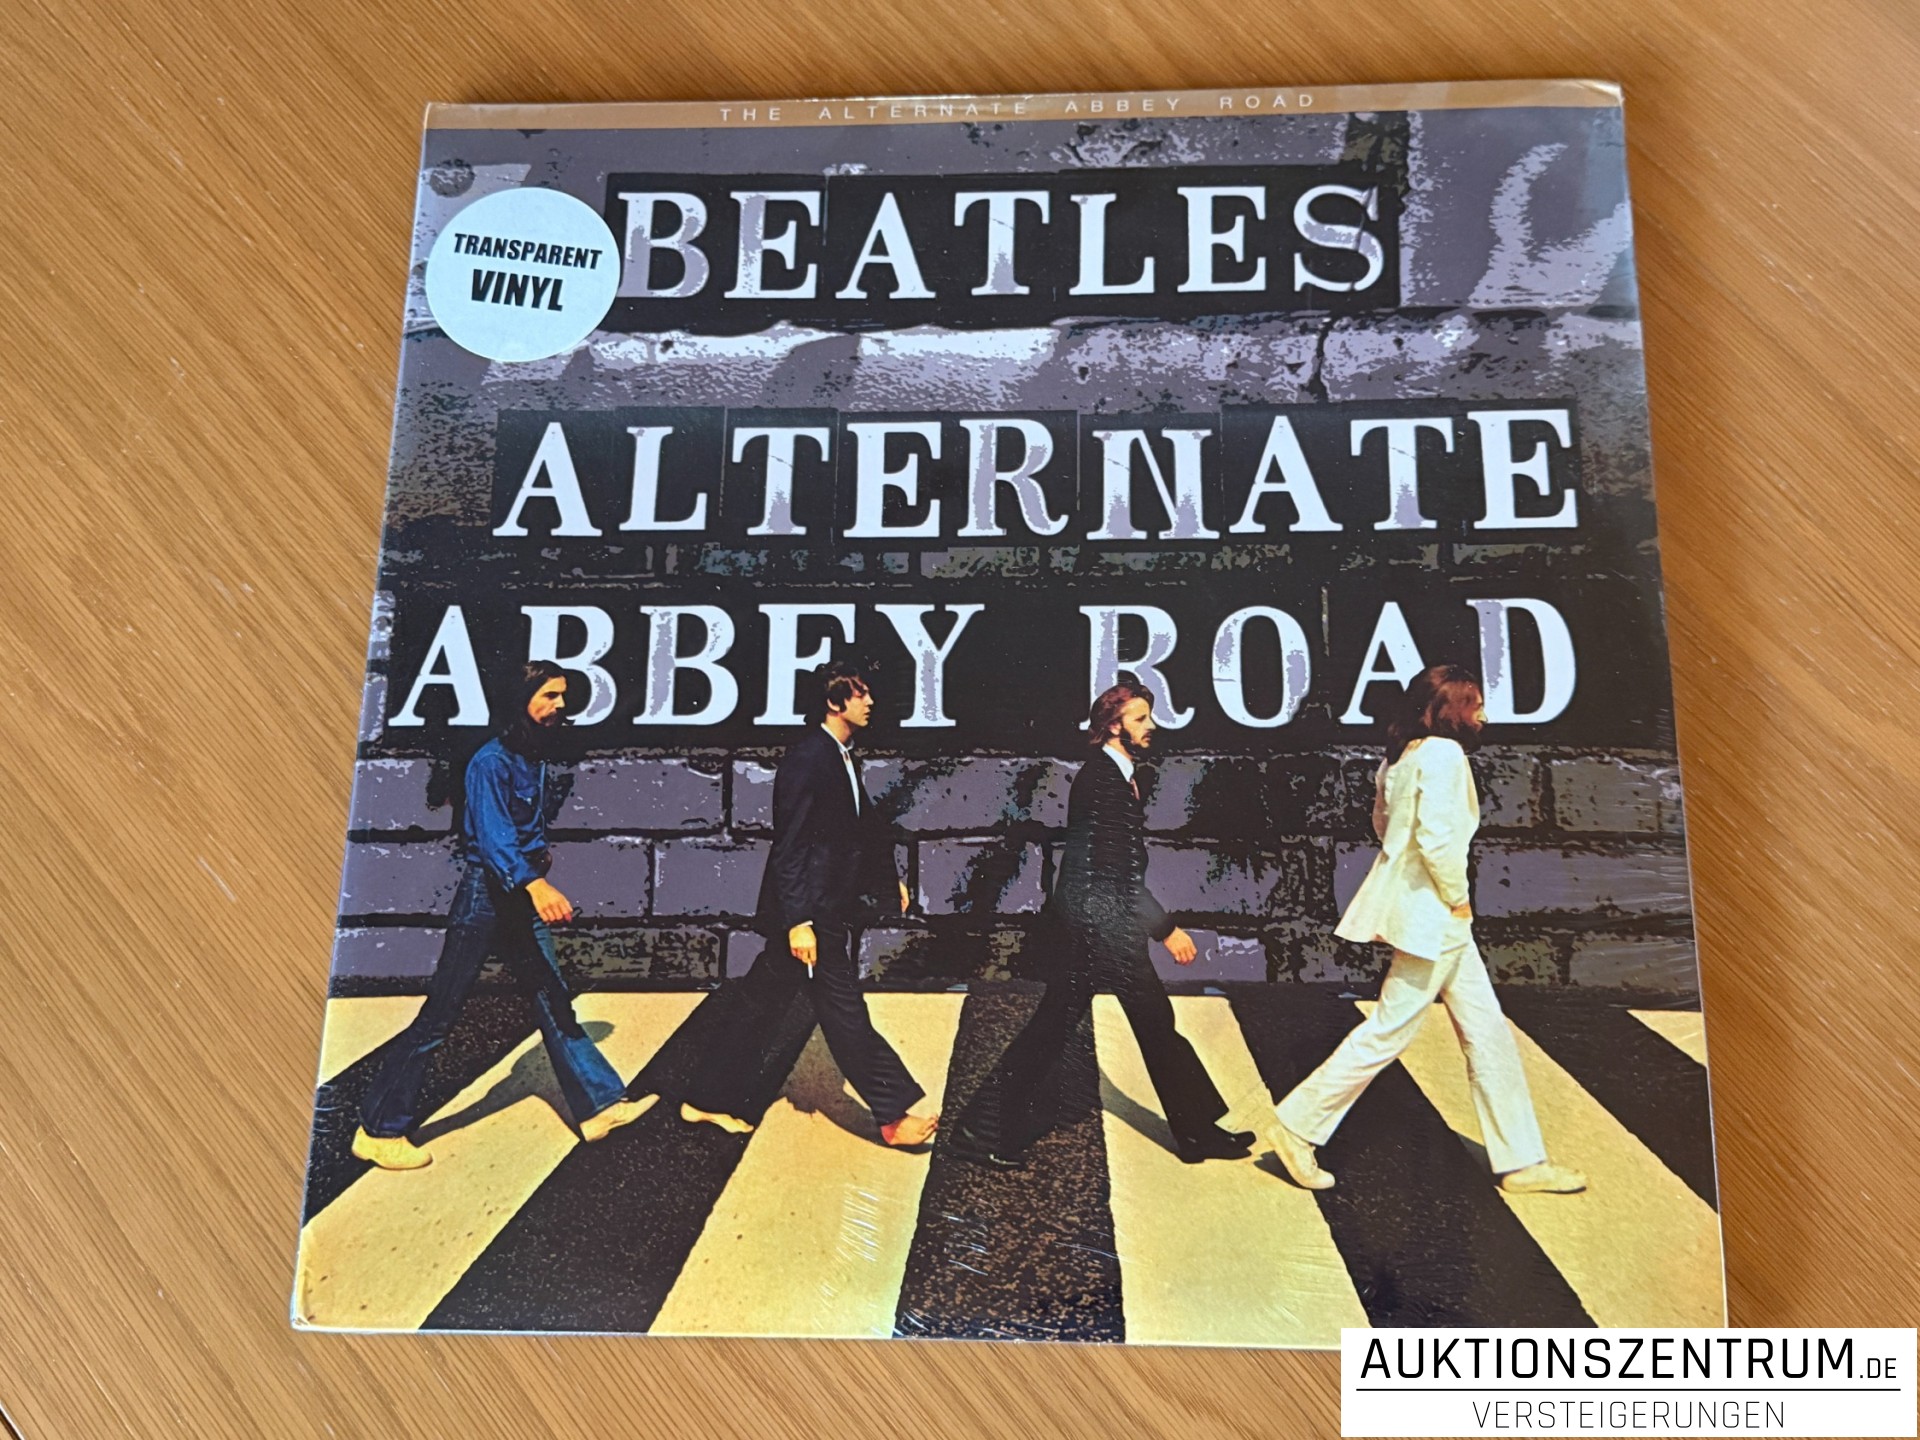 THE ALTERNATE ABBEY ROAD
TRANSPARENT
VINYL
BEATLES
ALTERNATE
ABBEY ROAD
AUKTIONSZENTRUM.DE
VERSTEIGERUNGEN